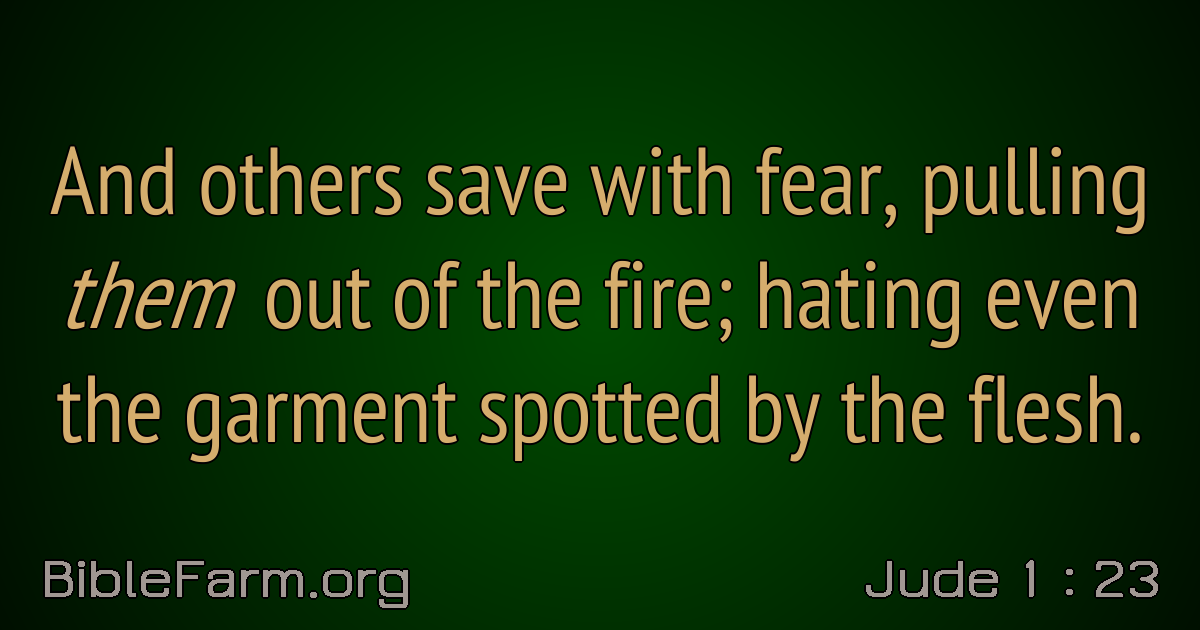 And others save with fear, pulling
them out of the fire; hating even
the garment spotted by the flesh.
BibleFarm.org
Jude 1 : 23